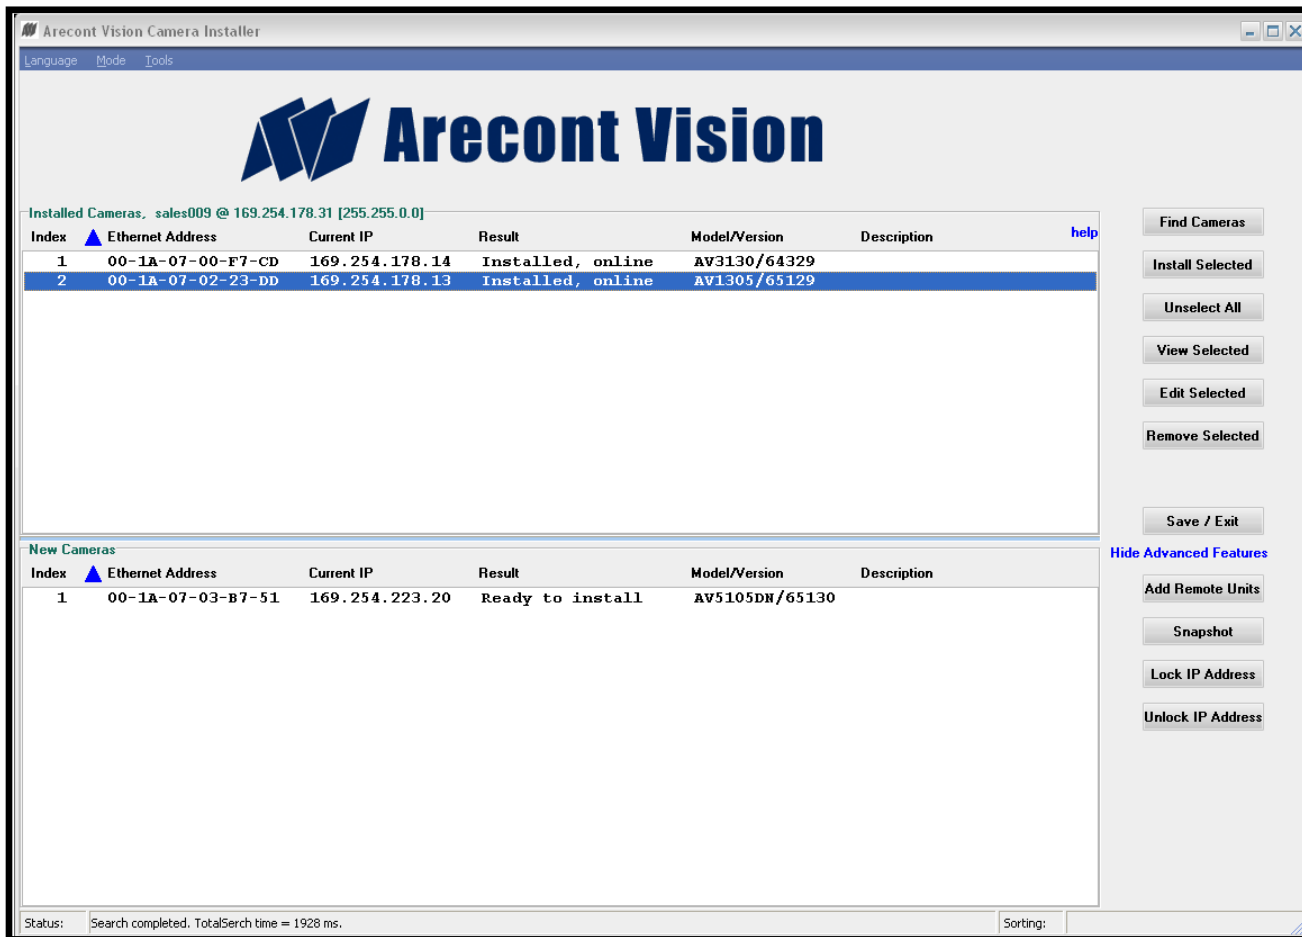 Arecont Vision Camera Installer
Language Mode Tools
Arecont Vision
Installed Cameras, sales009 @ 169.254.178.31 [255.255.0.0]
Index Ethernet Address Current IP Result Model/Version Description help
1 00-1A-07-00-F7-CD 169.254.178.14 Installed, online AV3130/64329
2 00-1A-07-02-23-DD 169.254.178.13 Installed, online AV1305/65129
Find Cameras
Install Selected
Unselect All
View Selected
Edit Selected
Remove Selected
Save / Exit
New Cameras
Hide Advanced Features
Index Ethernet Address Current IP Result Model/Version Description
1 00-1A-07-03-B7-51 169.254.223.20 Ready to install AV5105DN/65130
Add Remote Units
Snapshot
Lock IP Address
Unlock IP Address
Status: Search completed. TotalSerch time = 1928 ms. Sorting: